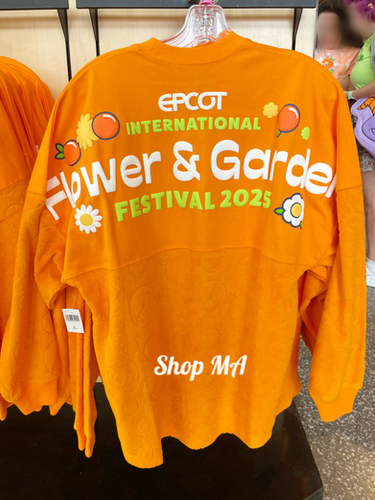 EPCOT
INTERNATIONAL
Flower & Garden
FESTIVAL 2025
Shop MA